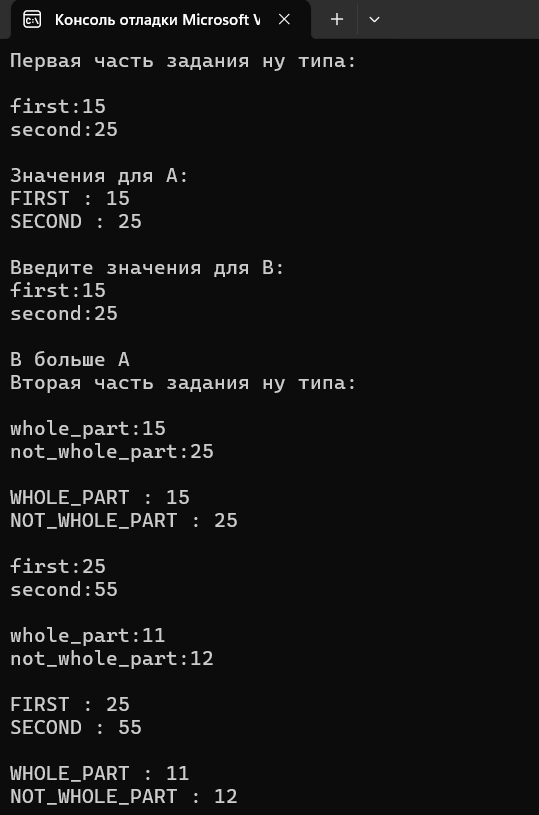 Консоль отладки Microsoft V
Первая часть задания ну типа:
first:15
second:25
Значения для A:
FIRST : 15
SECOND : 25
Введите значения для B:
first:15
second:25
B больше A
Вторая часть задания ну типа:
whole_part:15
not_whole_part:25
WHOLE_PART : 15
NOT_WHOLE_PART : 25
first:25
second:55
whole_part:11
not_whole_part:12
FIRST : 25
SECOND : 55
WHOLE_PART : 11
NOT_WHOLE_PART : 12